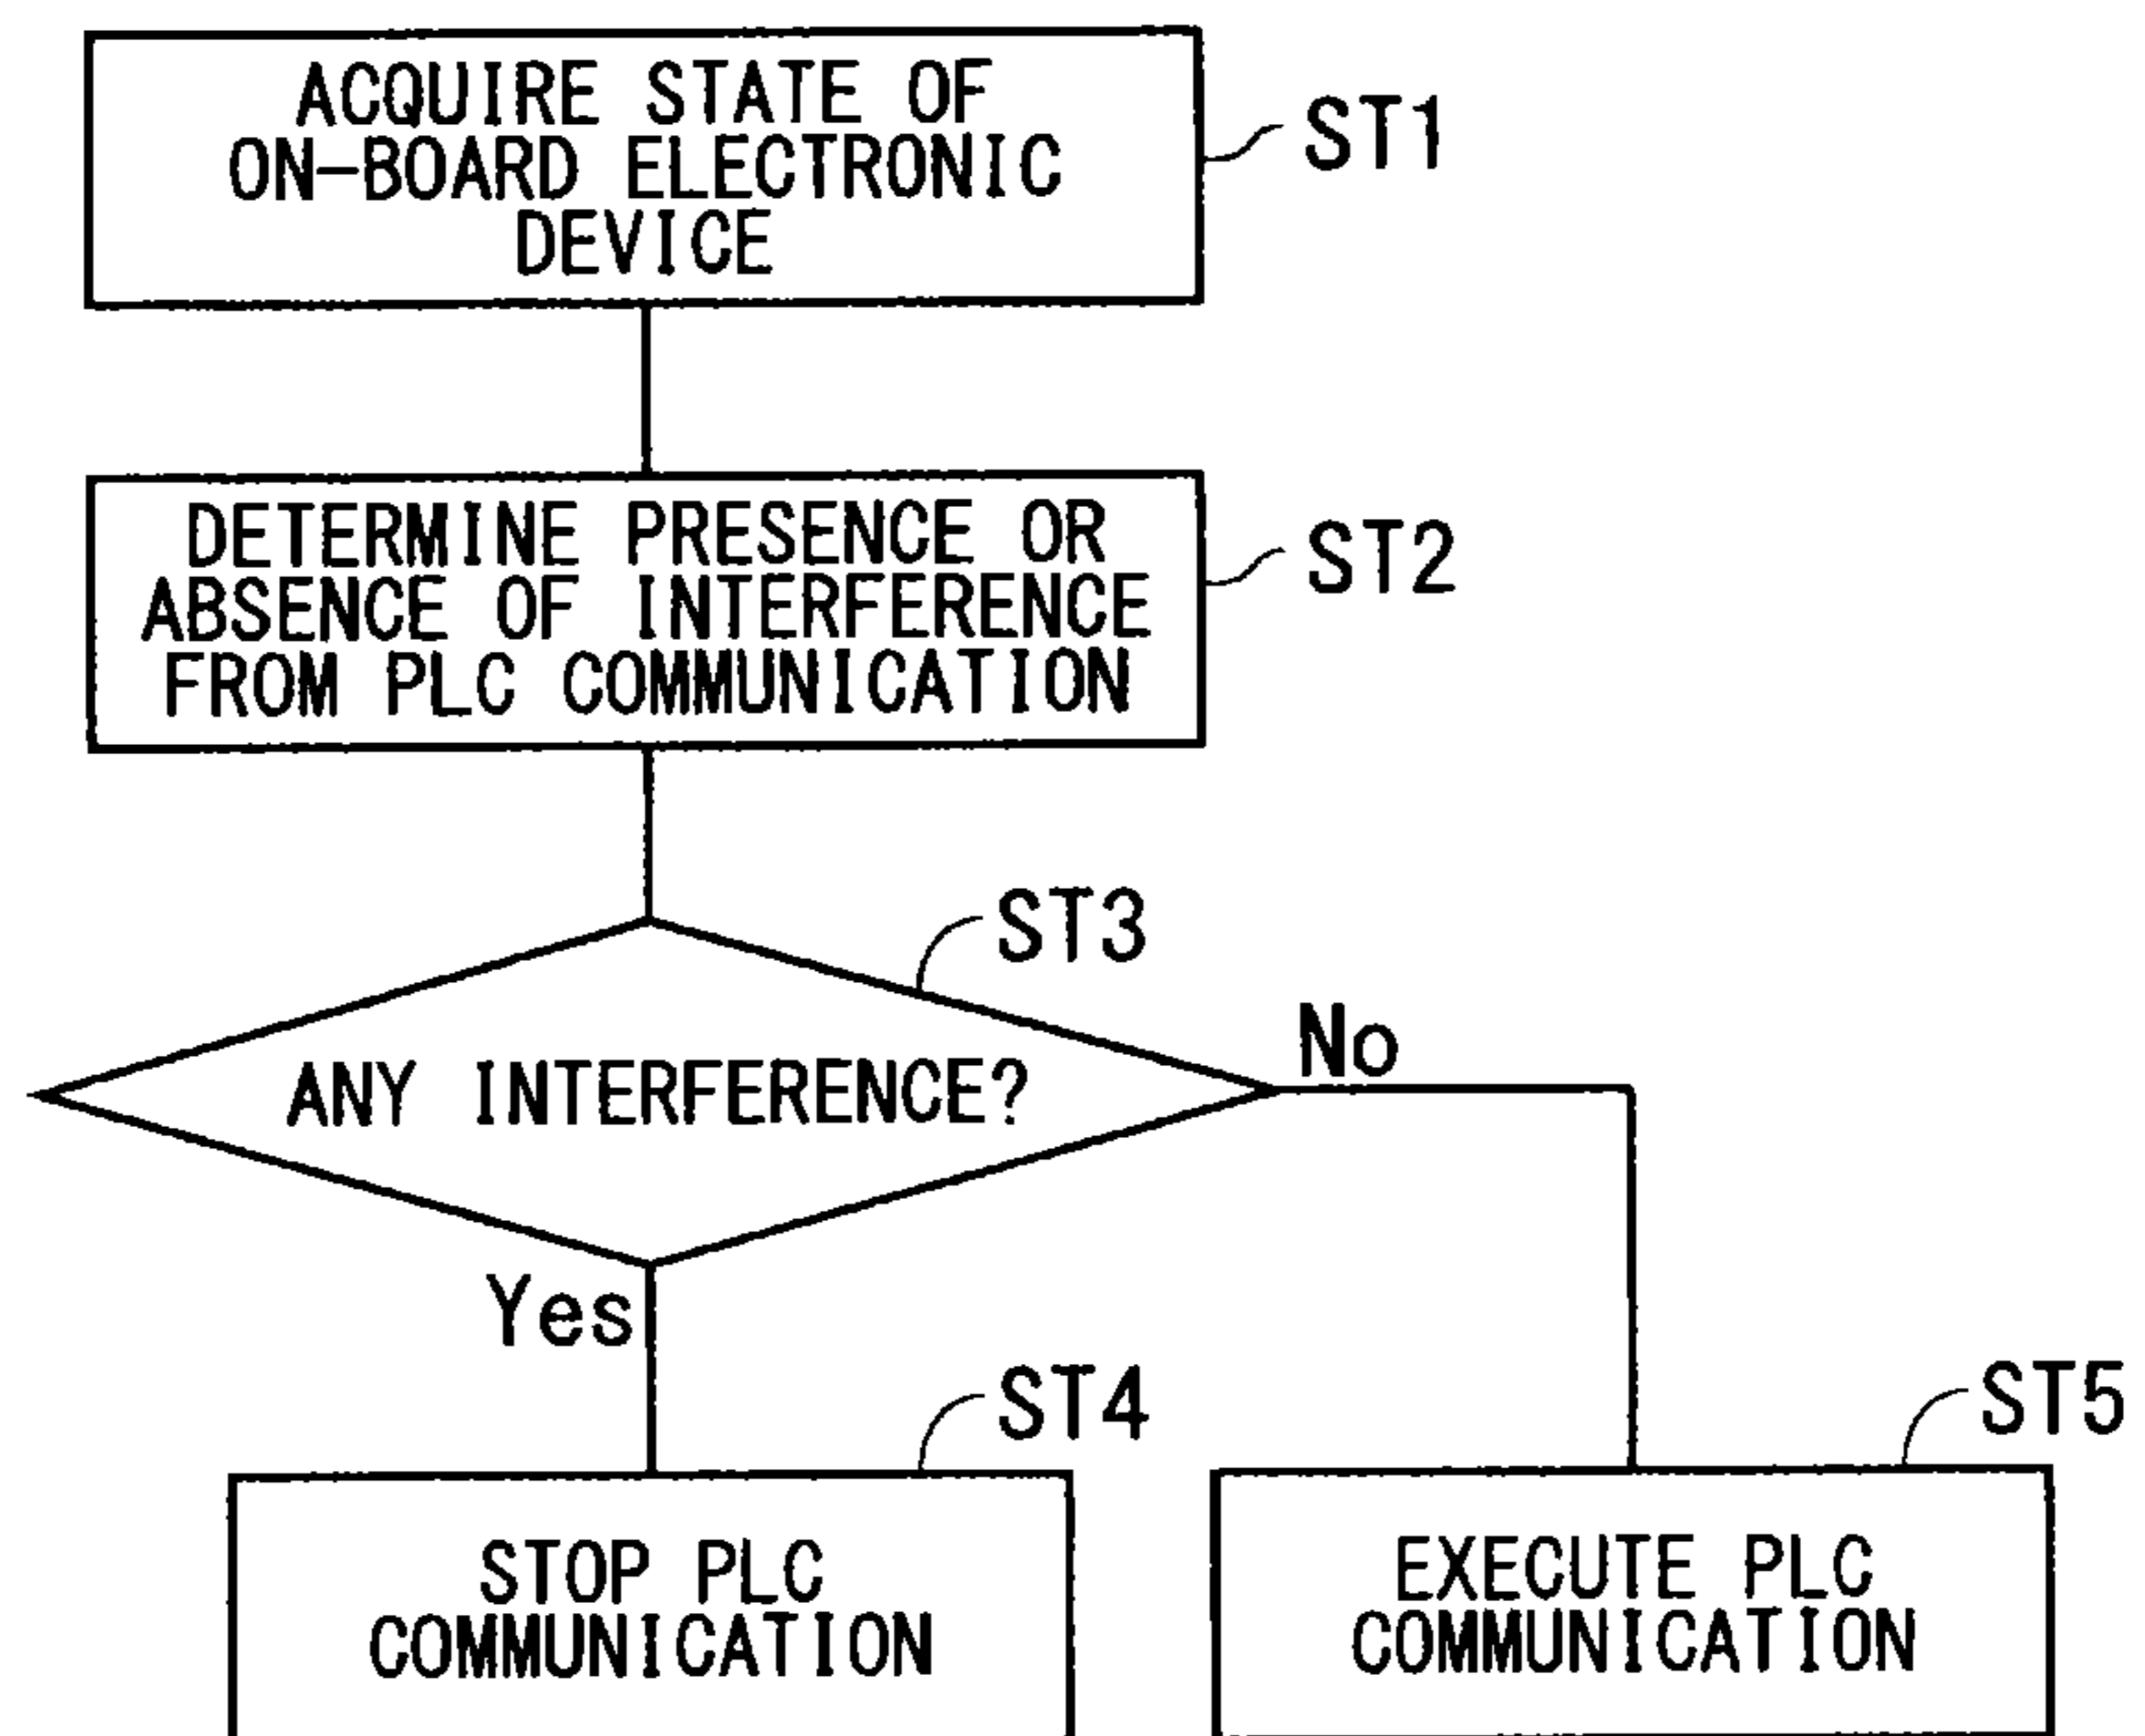 ACQUIRE STATE OF
ON-BOARD ELECTRONIC
DEVICE
ST1
DETERMINE PRESENCE OR
ABSENCE OF INTERFERENCE
FROM PLC COMMUNICATION
ST2
ST3
ANY INTERFERENCE?
No
Yes
ST4
STOP PLC
COMMUNICATION
ST5
EXECUTE PLC
COMMUNICATION